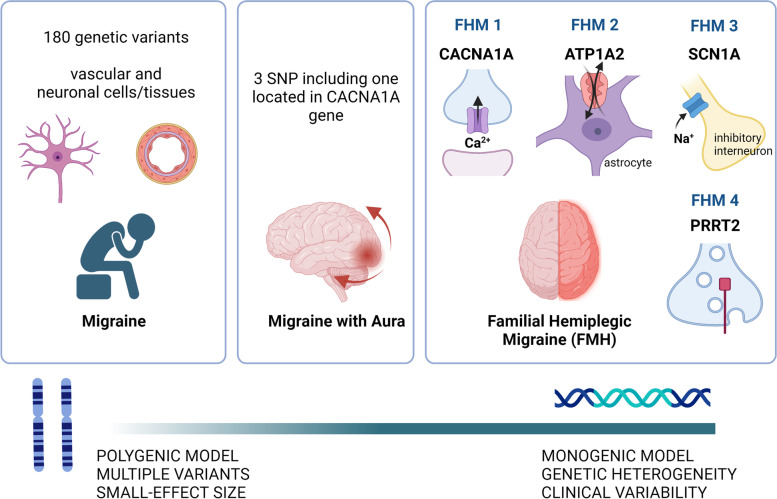 180 genetic variants
vascular and
neuronal cells/tissues
Migraine
3 SNP including one
located in CACNA1A
gene
Migraine with Aura
FHM 1
CACNA1A
Ca2+
FHM 2
ATP1A2
astrocyte
FHM 3
SCN1A
Na+
inhibitory
interneuron
FHM 4
PRRT2
Familial Hemiplegic
Migraine (FMH)
POLYGENIC MODEL
MULTIPLE VARIANTS
SMALL-EFFECT SIZE
MONOGENIC MODEL
GENETIC HETEROGENEITY
CLINICAL VARIABILITY